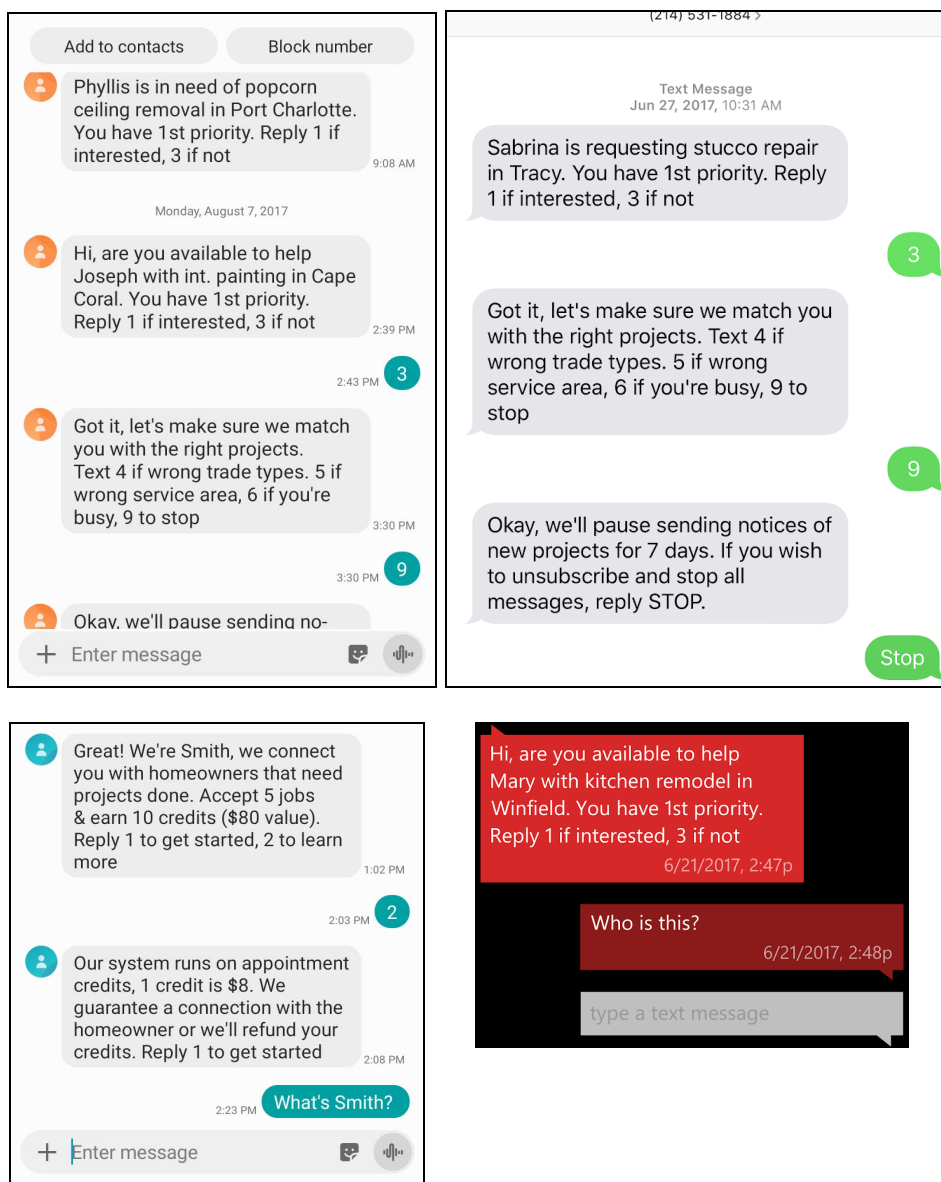 Add to contacts
Block number
Phyllis is in need of popcorn
ceiling removal in Port Charlotte.
You have 1st priority. Reply 1 if
interested, 3 if not
9:08 AM
Monday, August 7, 2017
Hi, are you available to help
Joseph with int. painting in Cape
Coral. You have 1st priority.
Reply 1 if interested, 3 if not
2:39 PM
3
2:43 PM
Got it, let's make sure we match
you with the right projects.
Text 4 if wrong trade types. 5 if
wrong service area, 6 if you're
busy, 9 to stop
3:30 PM
9
3:30 PM
Okay, we'll pause sending no-
Enter message
(214) 531-1884 >
Text Message
Jun 27, 2017, 10:31 AM
Sabrina is requesting stucco repair
in Tracy. You have 1st priority. Reply
1 if interested, 3 if not
3
Got it, let's make sure we match you
with the right projects. Text 4 if
wrong trade types. 5 if wrong
service area, 6 if you're busy, 9 to
stop
9
Okay, we'll pause sending notices of
new projects for 7 days. If you wish
to unsubscribe and stop all
messages, reply STOP.
Stop
Great! We're Smith, we connect
you with homeowners that need
projects done. Accept 5 jobs
& earn 10 credits ($80 value).
Reply 1 to get started, 2 to learn
more
1:02 PM
2
2:03 PM
Our system runs on appointment
credits, 1 credit is $8. We
guarantee a connection with the
homeowner or we'll refund your
credits. Reply 1 to get started
2:08 PM
What's Smith?
2:23 PM
Enter message
Hi, are you available to help
Mary with kitchen remodel in
Winfield. You have 1st priority.
Reply 1 if interested, 3 if not
6/21/2017, 2:47p
Who is this?
6/21/2017, 2:48p
type a text message